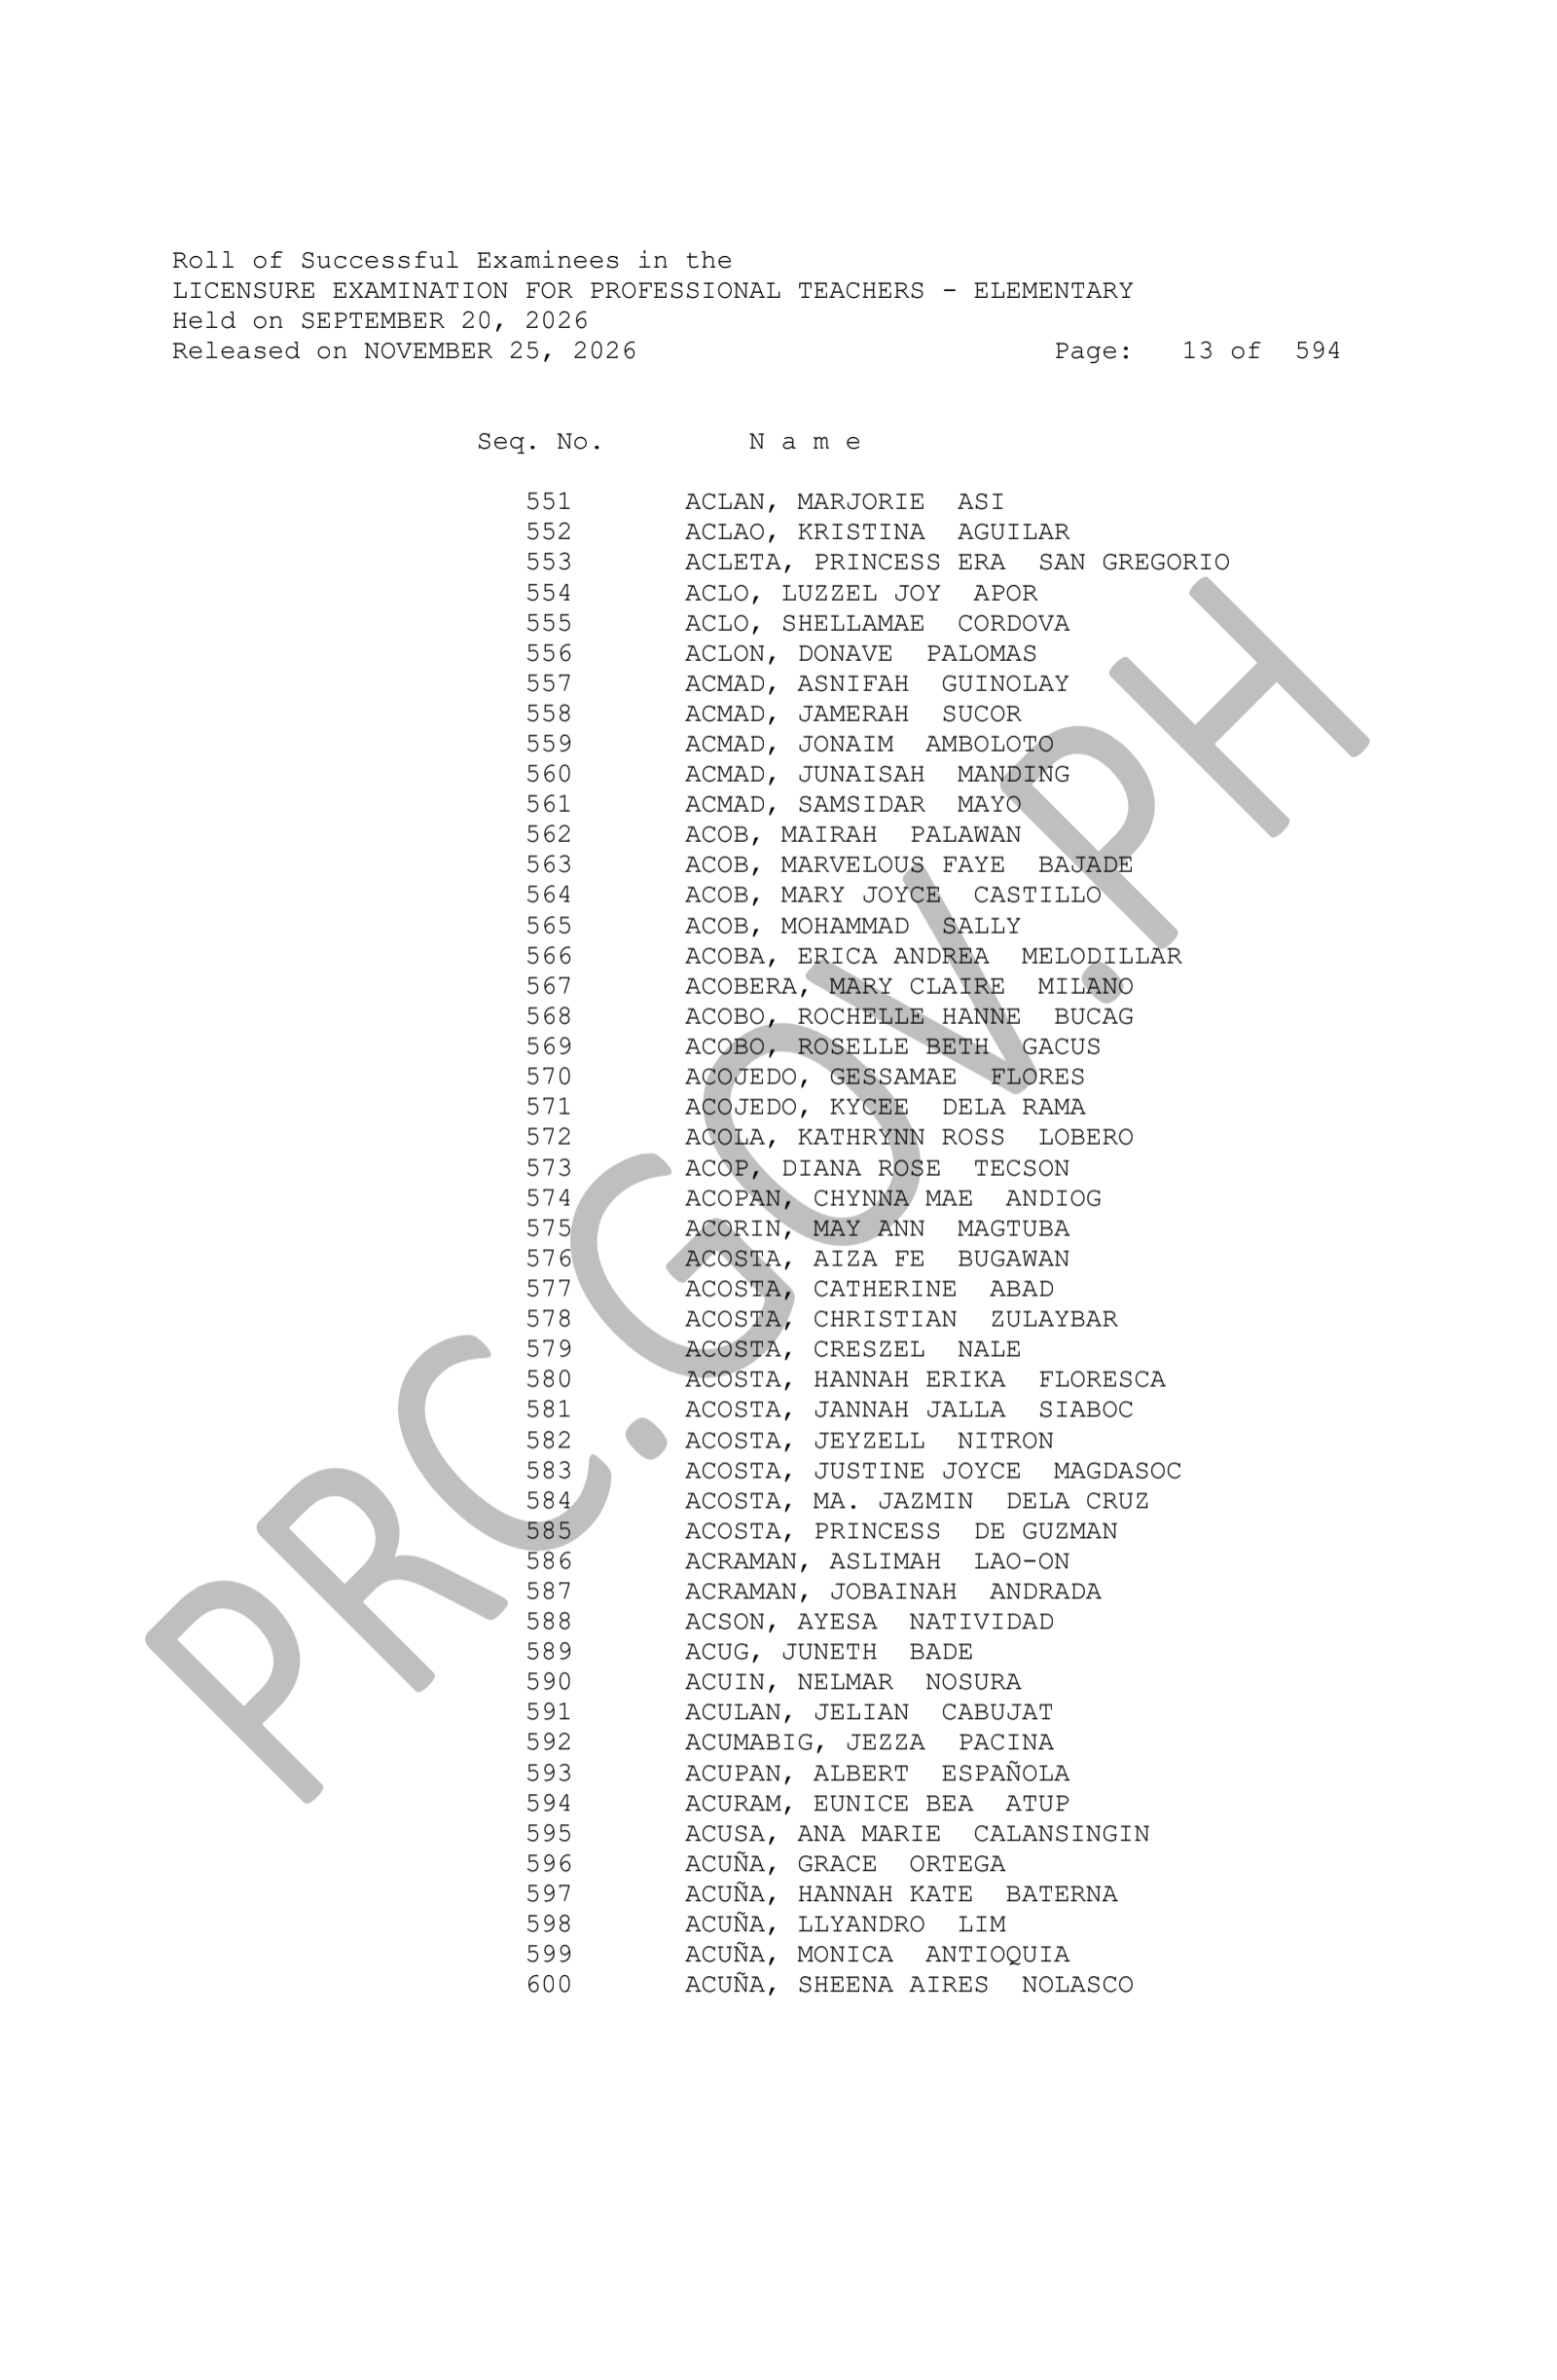 Roll of Successful Examinees in the
LICENSURE EXAMINATION FOR PROFESSIONAL TEACHERS - ELEMENTARY
Held on SEPTEMBER 20, 2026
Released on NOVEMBER 25, 2026 Page: 13 of 594
Seq. No. N a m e
551 ACLAN, MARJORIE ASI
552 ACLAO, KRISTINA AGUILAR
553 ACLETA, PRINCESS ERA SAN GREGORIO
554 ACLO, LUZZEL JOY APOR
555 ACLO, SHELLAMAE CORDOVA
556 ACLON, DONAVE PALOMAS
557 ACMAD, ASNIFAH GUINOLAY
558 ACMAD, JAMERAH SUCOR
559 ACMAD, JONAIM AMBOLOTO
560 ACMAD, JUNAISAH MANDING
561 ACMAD, SAMSIDAR MAYO
562 ACOB, MAIRAH PALAWAN
563 ACOB, MARVELOUS FAYE BAJADE
564 ACOB, MARY JOYCE CASTILLO
565 ACOB, MOHAMMAD SALLY
566 ACOBA, ERICA ANDREA MELODILLAR
567 ACOBERA, MARY CLAIRE MILANO
568 ACOBO, ROCHELLE HANNE BUCAG
569 ACOBO, ROSELLE BETH GACUS
570 ACOJEDO, GESSAMAE FLORES
571 ACOJEDO, KYCEE DELA RAMA
572 ACOLA, KATHRYNN ROSS LOBERO
573 ACOP, DIANA ROSE TECSON
574 ACOPAN, CHYNNA MAE ANDIOG
575 ACORIN, MAY ANN MAGTUBA
576 ACOSTA, AIZA FE BUGAWAN
577 ACOSTA, CATHERINE ABAD
578 ACOSTA, CHRISTIAN ZULAYBAR
579 ACOSTA, CRESZEL NALE
580 ACOSTA, HANNAH ERIKA FLORESCA
581 ACOSTA, JANNAH JALLA SIABOC
582 ACOSTA, JEYZELL NITRON
583 ACOSTA, JUSTINE JOYCE MAGDASOC
584 ACOSTA, MA. JAZMIN DELA CRUZ
585 ACOSTA, PRINCESS DE GUZMAN
586 ACRAMAN, ASLIMAH LAO-ON
587 ACRAMAN, JOBAINAH ANDRADA
588 ACSON, AYESA NATIVIDAD
589 ACUG, JUNETH BADE
590 ACUIN, NELMAR NOSURA
591 ACULAN, JELIAN CABUJAT
592 ACUMABIG, JEZZA PACINA
593 ACUPAN, ALBERT ESPAÑOLA
594 ACURAM, EUNICE BEA ATUP
595 ACUSA, ANA MARIE CALANSINGIN
596 ACUÑA, GRACE ORTEGA
597 ACUÑA, HANNAH KATE BATERNA
598 ACUÑA, LLYANDRO LIM
599 ACUÑA, MONICA ANTIOQUIA
600 ACUÑA, SHEENA AIRES NOLASCO
PRC.GOV.PH